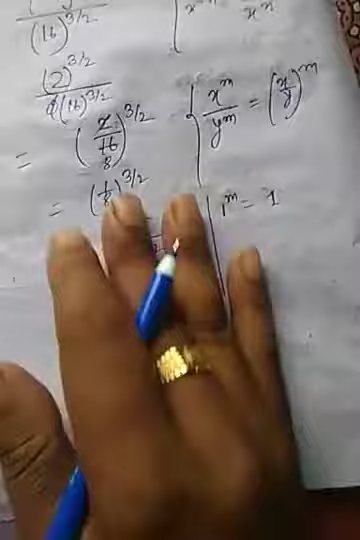 (16)^3/2
x^n
(2)^3/2 / (16)^3/2
x^m / y^m = (x/y)^m
= (2/16 8)^3/2
= (1/8)^3/2
1^m = 1